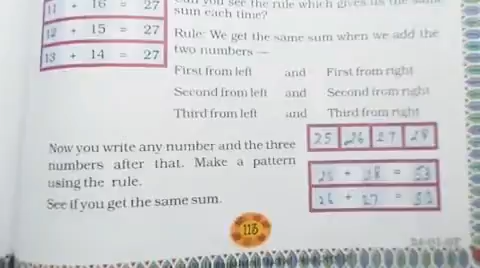 11 + 16 = 27
Can you see the rule which gives us the same
sum each time?
12 + 15 = 27
13 + 14 = 27
Rule: We get the same sum when we add the
two numbers —
First from left and First from right
Second from left and Second from right
Third from left and Third from right
Now you write any number and the three
numbers after that. Make a pattern
using the rule.
See if you get the same sum.
25 26 27 28
25 + 28 = 53
26 + 27 = 53
113